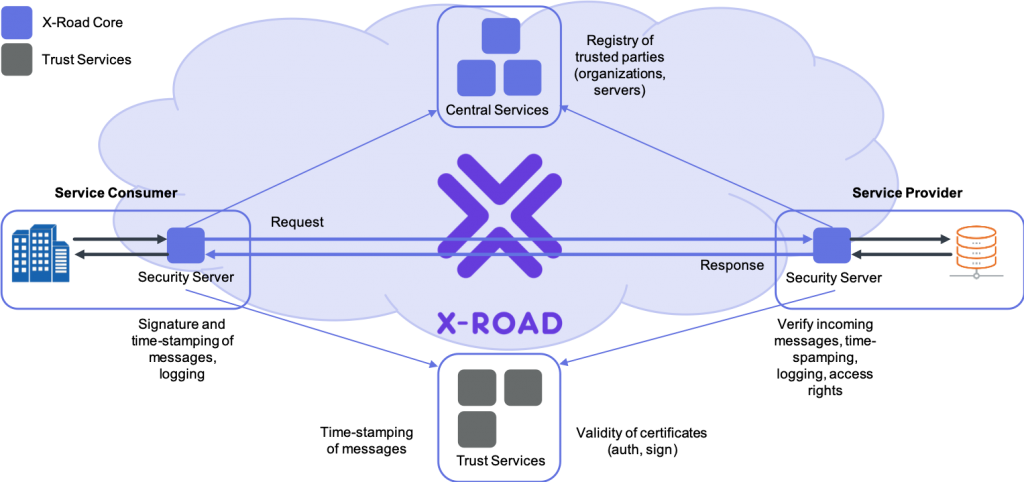 X-Road Core
Trust Services
Registry of
trusted parties
(organizations,
servers)
Central Services
Service Consumer
Service Provider
Request
Response
Security Server
Security Server
X-ROAD
Signature and
time-stamping of
messages,
logging
Verify incoming
messages, time-
spamping,
logging, access
rights
Time-stamping
of messages
Validity of certificates
(auth, sign)
Trust Services